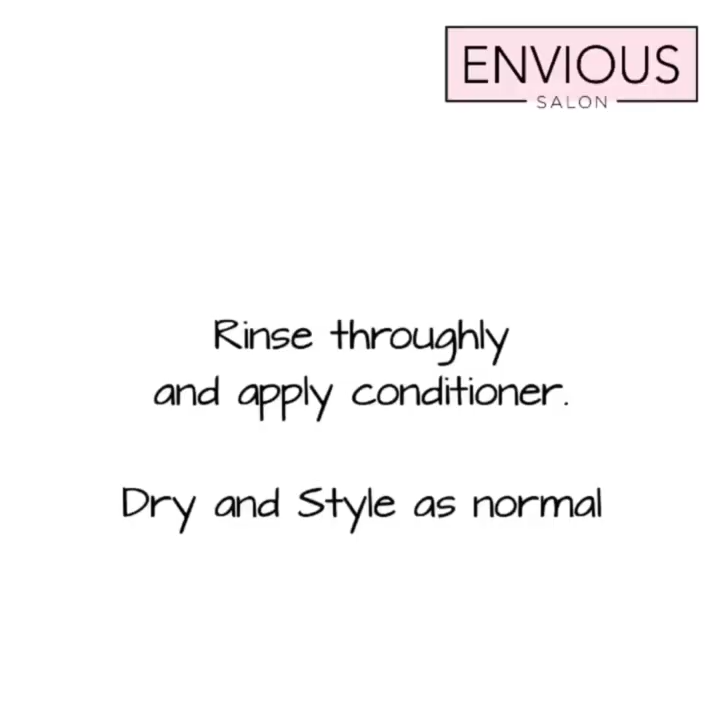 ENVIOUS
SALON
Rinse throughly
and apply conditioner.
Dry and Style as normal